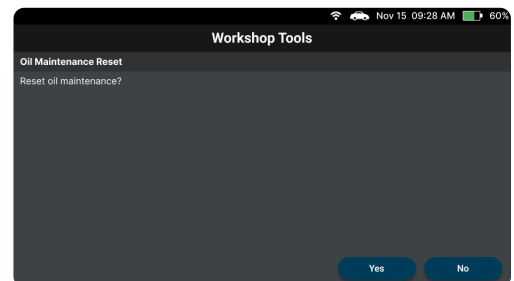 Nov 15 09:28 AM 60%
Workshop Tools
Oil Maintenance Reset
Reset oil maintenance?
Yes No